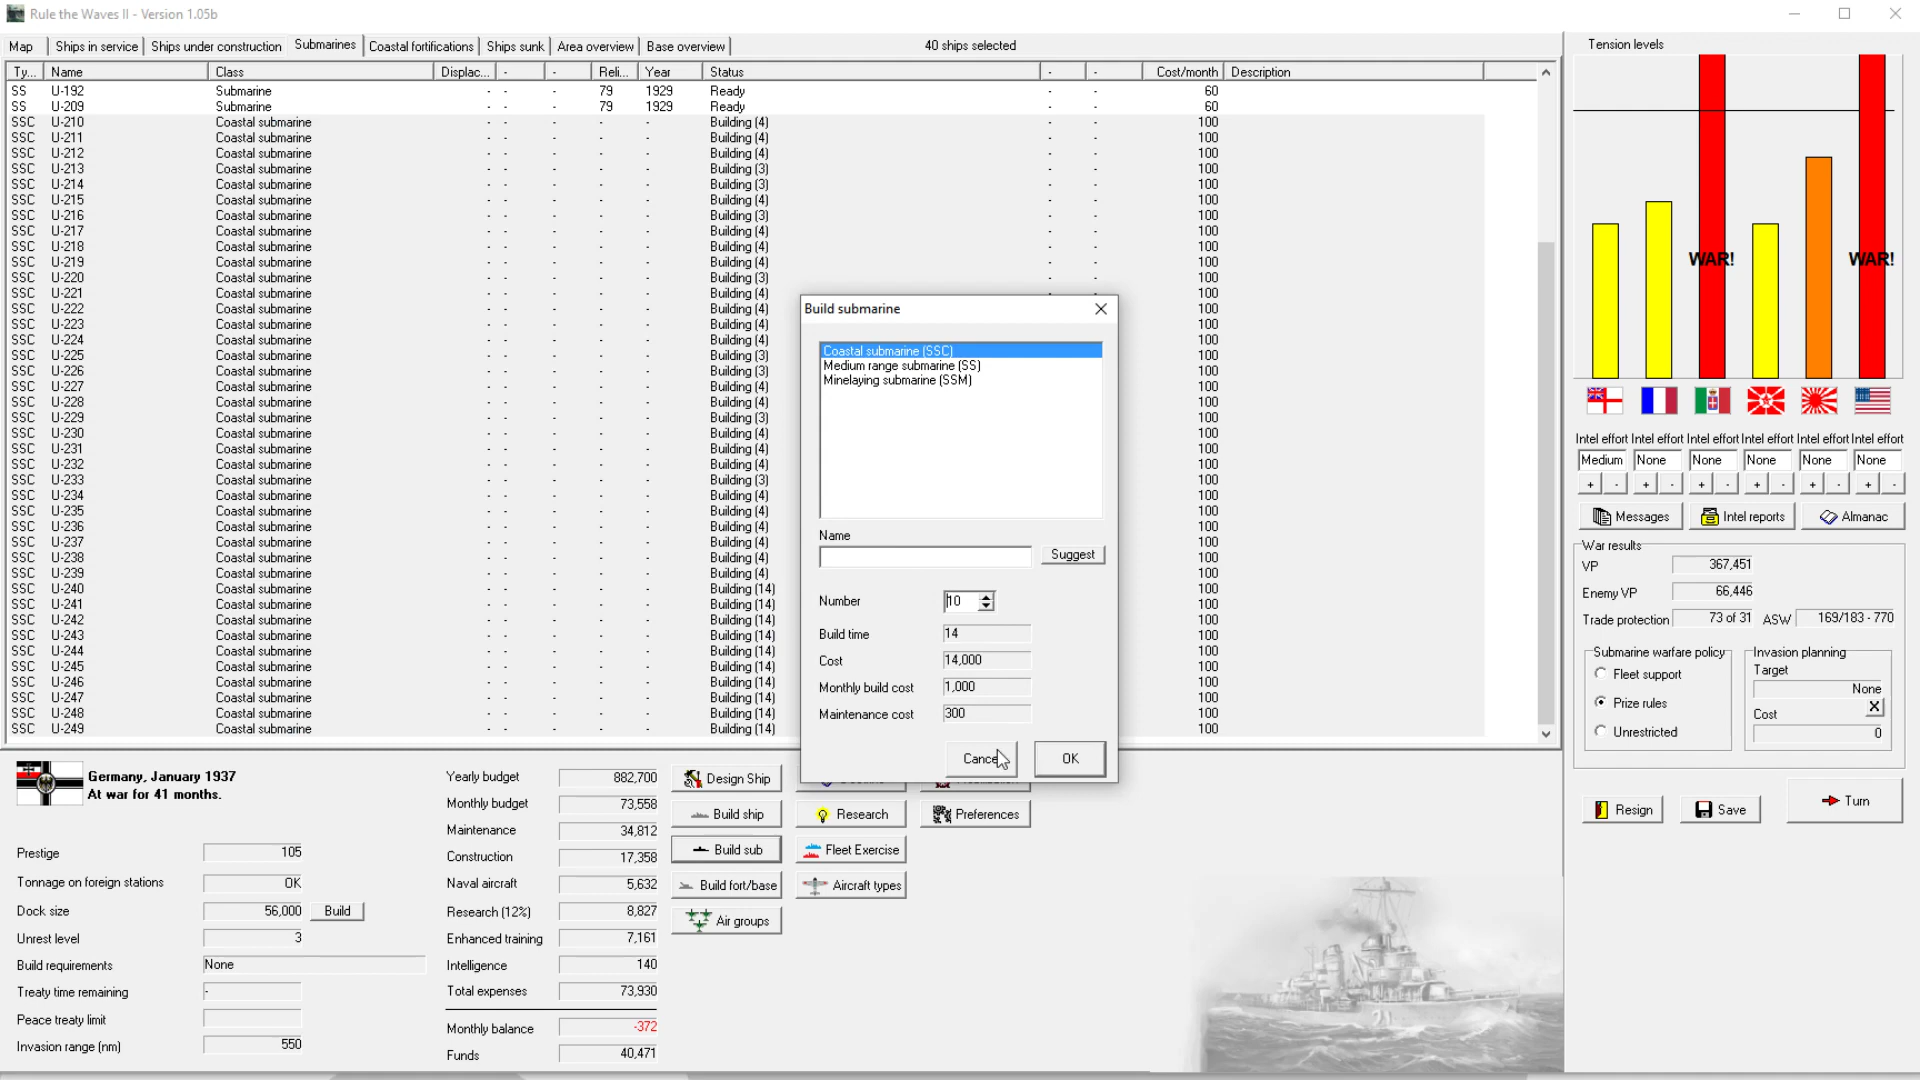 Rule the Waves II - Version 1.05b
Map Ships in service Ships under construction Submarines Coastal fortifications Ships sunk Area overview Base overview 40 ships selected
Ty... Name Class Displac... - - Reli... Year Status - - Cost/month Description
SS U-192 Submarine - - - 79 1929 Ready - - 60
SS U-209 Submarine - - - 79 1929 Ready - - 60
SSC U-210 Coastal submarine - - - - - Building (4) - - 100
SSC U-211 Coastal submarine - - - - - Building (4) - - 100
SSC U-212 Coastal submarine - - - - - Building (4) - - 100
SSC U-213 Coastal submarine - - - - - Building (3) - - 100
SSC U-214 Coastal submarine - - - - - Building (3) - - 100
SSC U-215 Coastal submarine - - - - - Building (4) - - 100
SSC U-216 Coastal submarine - - - - - Building (3) - - 100
SSC U-217 Coastal submarine - - - - - Building (4) - - 100
SSC U-218 Coastal submarine - - - - - Building (4) - - 100
SSC U-219 Coastal submarine - - - - - Building (4) - - 100
SSC U-220 Coastal submarine - - - - - Building (3) - - 100
SSC U-221 Coastal submarine - - - - - Building (4) - - 100
SSC U-222 Coastal submarine - - - - - Building (4) 100
SSC U-223 Coastal submarine - - - - - Building (4) 100
SSC U-224 Coastal submarine - - - - - Building (4) 100
SSC U-225 Coastal submarine - - - - - Building (3) 100
SSC U-226 Coastal submarine - - - - - Building (3) 100
SSC U-227 Coastal submarine - - - - - Building (4) 100
SSC U-228 Coastal submarine - - - - - Building (4) 100
SSC U-229 Coastal submarine - - - - - Building (3) 100
SSC U-230 Coastal submarine - - - - - Building (4) 100
SSC U-231 Coastal submarine - - - - - Building (4) 100
SSC U-232 Coastal submarine - - - - - Building (4) 100
SSC U-233 Coastal submarine - - - - - Building (3) 100
SSC U-234 Coastal submarine - - - - - Building (4) 100
SSC U-235 Coastal submarine - - - - - Building (4) 100
SSC U-236 Coastal submarine - - - - - Building (4) 100
SSC U-237 Coastal submarine - - - - - Building (4) 100
SSC U-238 Coastal submarine - - - - - Building (4) 100
SSC U-239 Coastal submarine - - - - - Building (4) 100
SSC U-240 Coastal submarine - - - - - Building (14) 100
SSC U-241 Coastal submarine - - - - - Building (14) 100
SSC U-242 Coastal submarine - - - - - Building (14) 100
SSC U-243 Coastal submarine - - - - - Building (14) 100
SSC U-244 Coastal submarine - - - - - Building (14) 100
SSC U-245 Coastal submarine - - - - - Building (14) 100
SSC U-246 Coastal submarine - - - - - Building (14) 100
SSC U-247 Coastal submarine - - - - - Building (14) 100
SSC U-248 Coastal submarine - - - - - Building (14) 100
SSC U-249 Coastal submarine - - - - - Building (14) 100
Build submarine
Coastal submarine (SSC)
Medium range submarine (SS)
Minelaying submarine (SSM)
Name
Suggest
Number 10
Build time 14
Cost 14,000
Monthly build cost 1,000
Maintenance cost 300
Cancel OK
Tension levels
WAR! WAR!
Intel effort Intel effort Intel effort Intel effort Intel effort Intel effort
Medium None None None None None
+ - + - + - + - + - + -
Messages Intel reports Almanac
War results
VP 367,451
Enemy VP 66,446
Trade protection 73 of 31 ASW 169/183 - 770
Submarine warfare policy
Fleet support
Prize rules
Unrestricted
Invasion planning
Target
None
X
Cost
0
Resign Save Turn
Germany, January 1937
At war for 41 months.
Prestige 105
Tonnage on foreign stations OK
Dock size 56,000 Build
Unrest level 3
Build requirements None
Treaty time remaining -
Peace treaty limit
Invasion range (nm) 550
Yearly budget 882,700
Monthly budget 73,558
Maintenance 34,812
Construction 17,358
Naval aircraft 5,632
Research (12%) 8,827
Enhanced training 7,161
Intelligence 140
Total expenses 73,930
Monthly balance -372
Funds 40,471
Design Ship
Build ship Research Preferences
Build sub Fleet Exercise
Build fort/base Aircraft types
Air groups
21